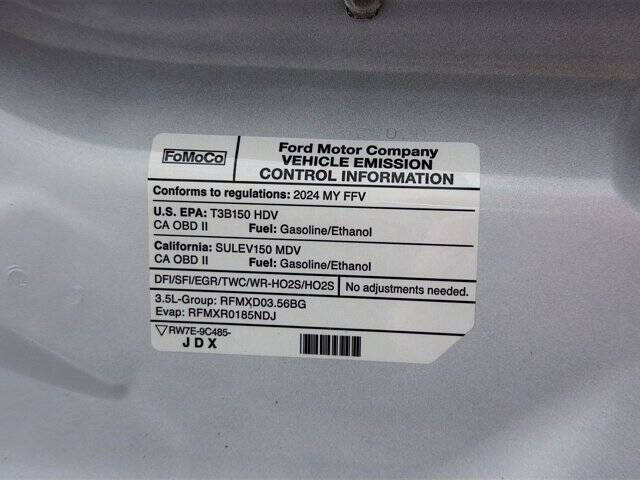 FoMoCo
Ford Motor Company
VEHICLE EMISSION
CONTROL INFORMATION
Conforms to regulations: 2024 MY FFV
U.S. EPA: T3B150 HDV
CA OBD II Fuel: Gasoline/Ethanol
California: SULEV150 MDV
CA OBD II Fuel: Gasoline/Ethanol
DFI/SFI/EGR/TWC/WR-HO2S/HO2S No adjustments needed.
3.5L-Group: RFMXD03.56BG
Evap: RFMXR0185NDJ
RW7E-9C485-
JDX